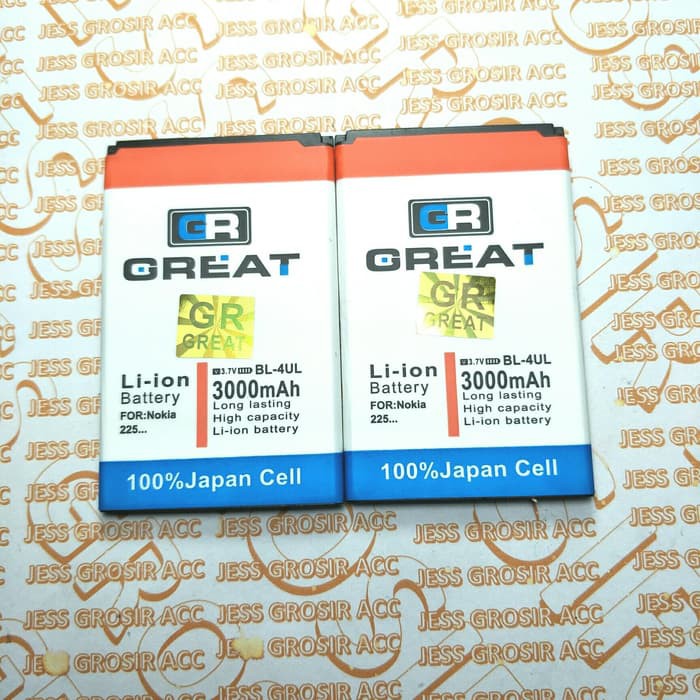 JESS GROSIR ACC
GR
GREAT
GR
GREAT
Li-ion
Battery
FOR:Nokia
225...
3.7V BL-4UL
3000mAh
Long lasting
High capacity
Li-ion battery
100%Japan Cell
GR
GREAT
GR
GREAT
Li-ion
Battery
FOR:Nokia
225...
3.7V BL-4UL
3000mAh
Long lasting
High capacity
Li-ion battery
100%Japan Cell